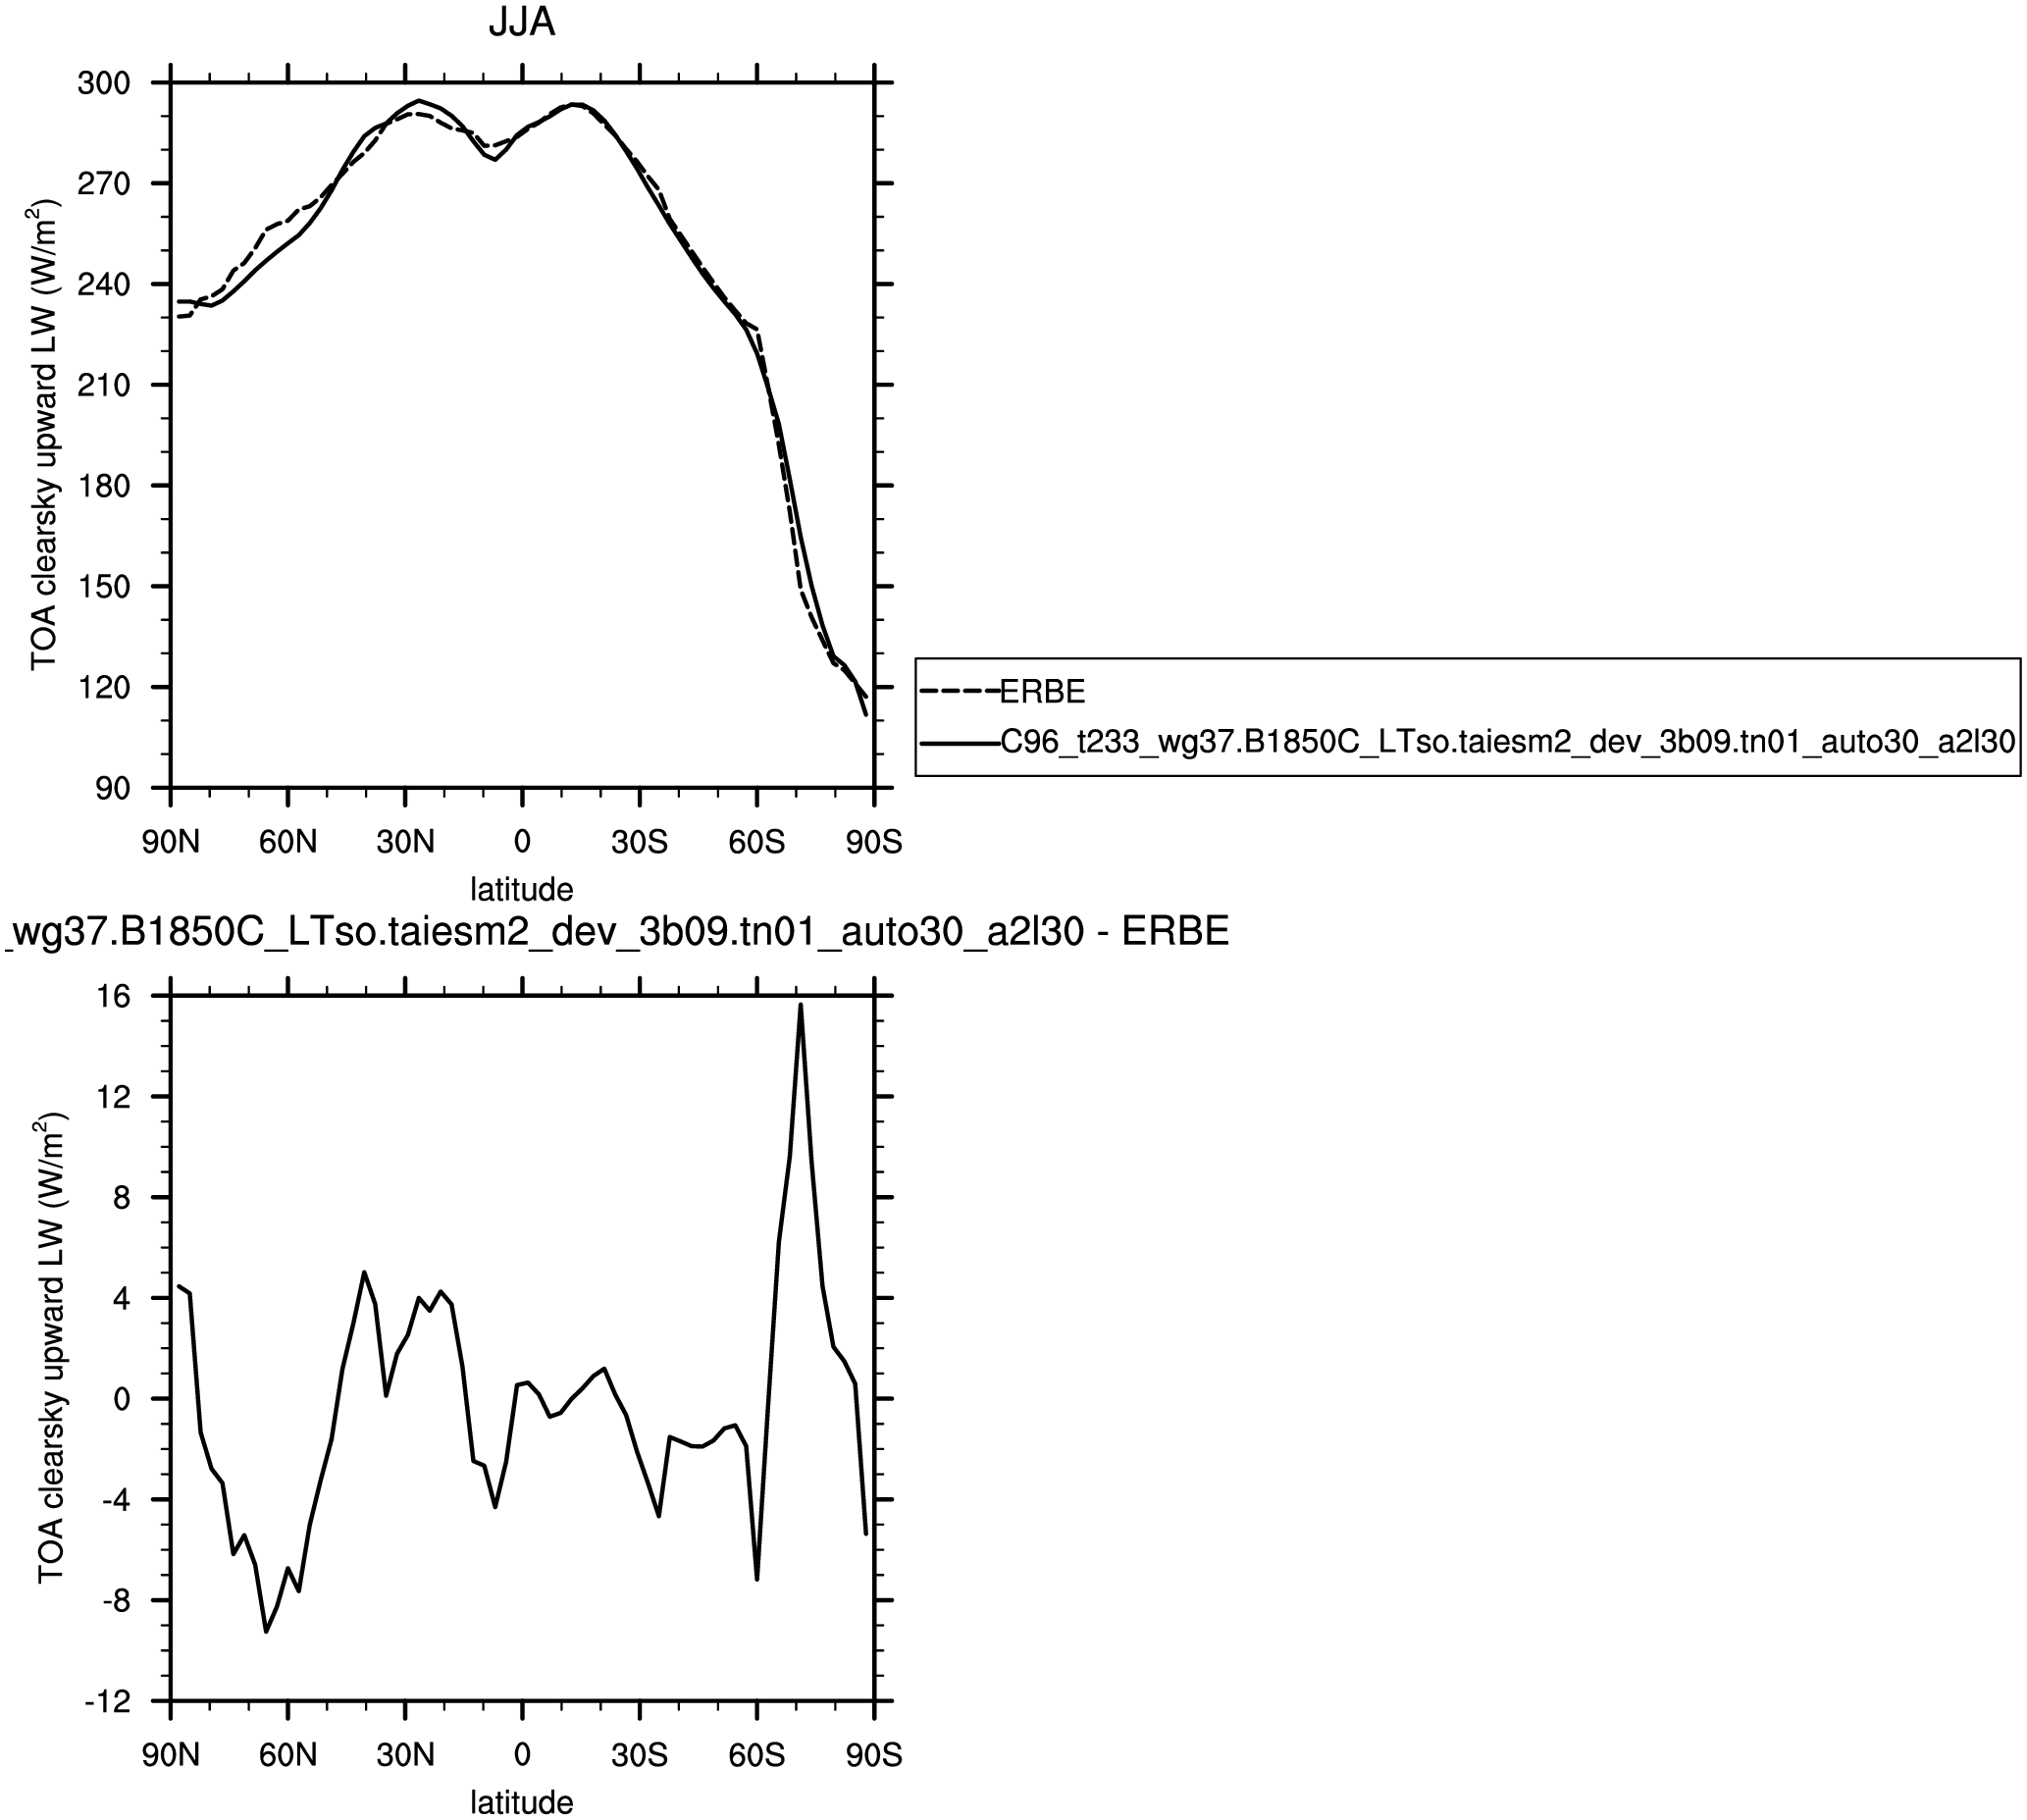 JJA
300
270
240
210
180
150
120
90
TOA clearsky upward LW (W/m²)
90N 60N 30N 0 30S 60S 90S
latitude
ERBE
C96_t233_wg37.B1850C_LTso.taiesm2_dev_3b09.tn01_auto30_a2l30
_wg37.B1850C_LTso.taiesm2_dev_3b09.tn01_auto30_a2l30 - ERBE
16
12
8
4
0
-4
-8
-12
TOA clearsky upward LW (W/m²)
90N 60N 30N 0 30S 60S 90S
latitude